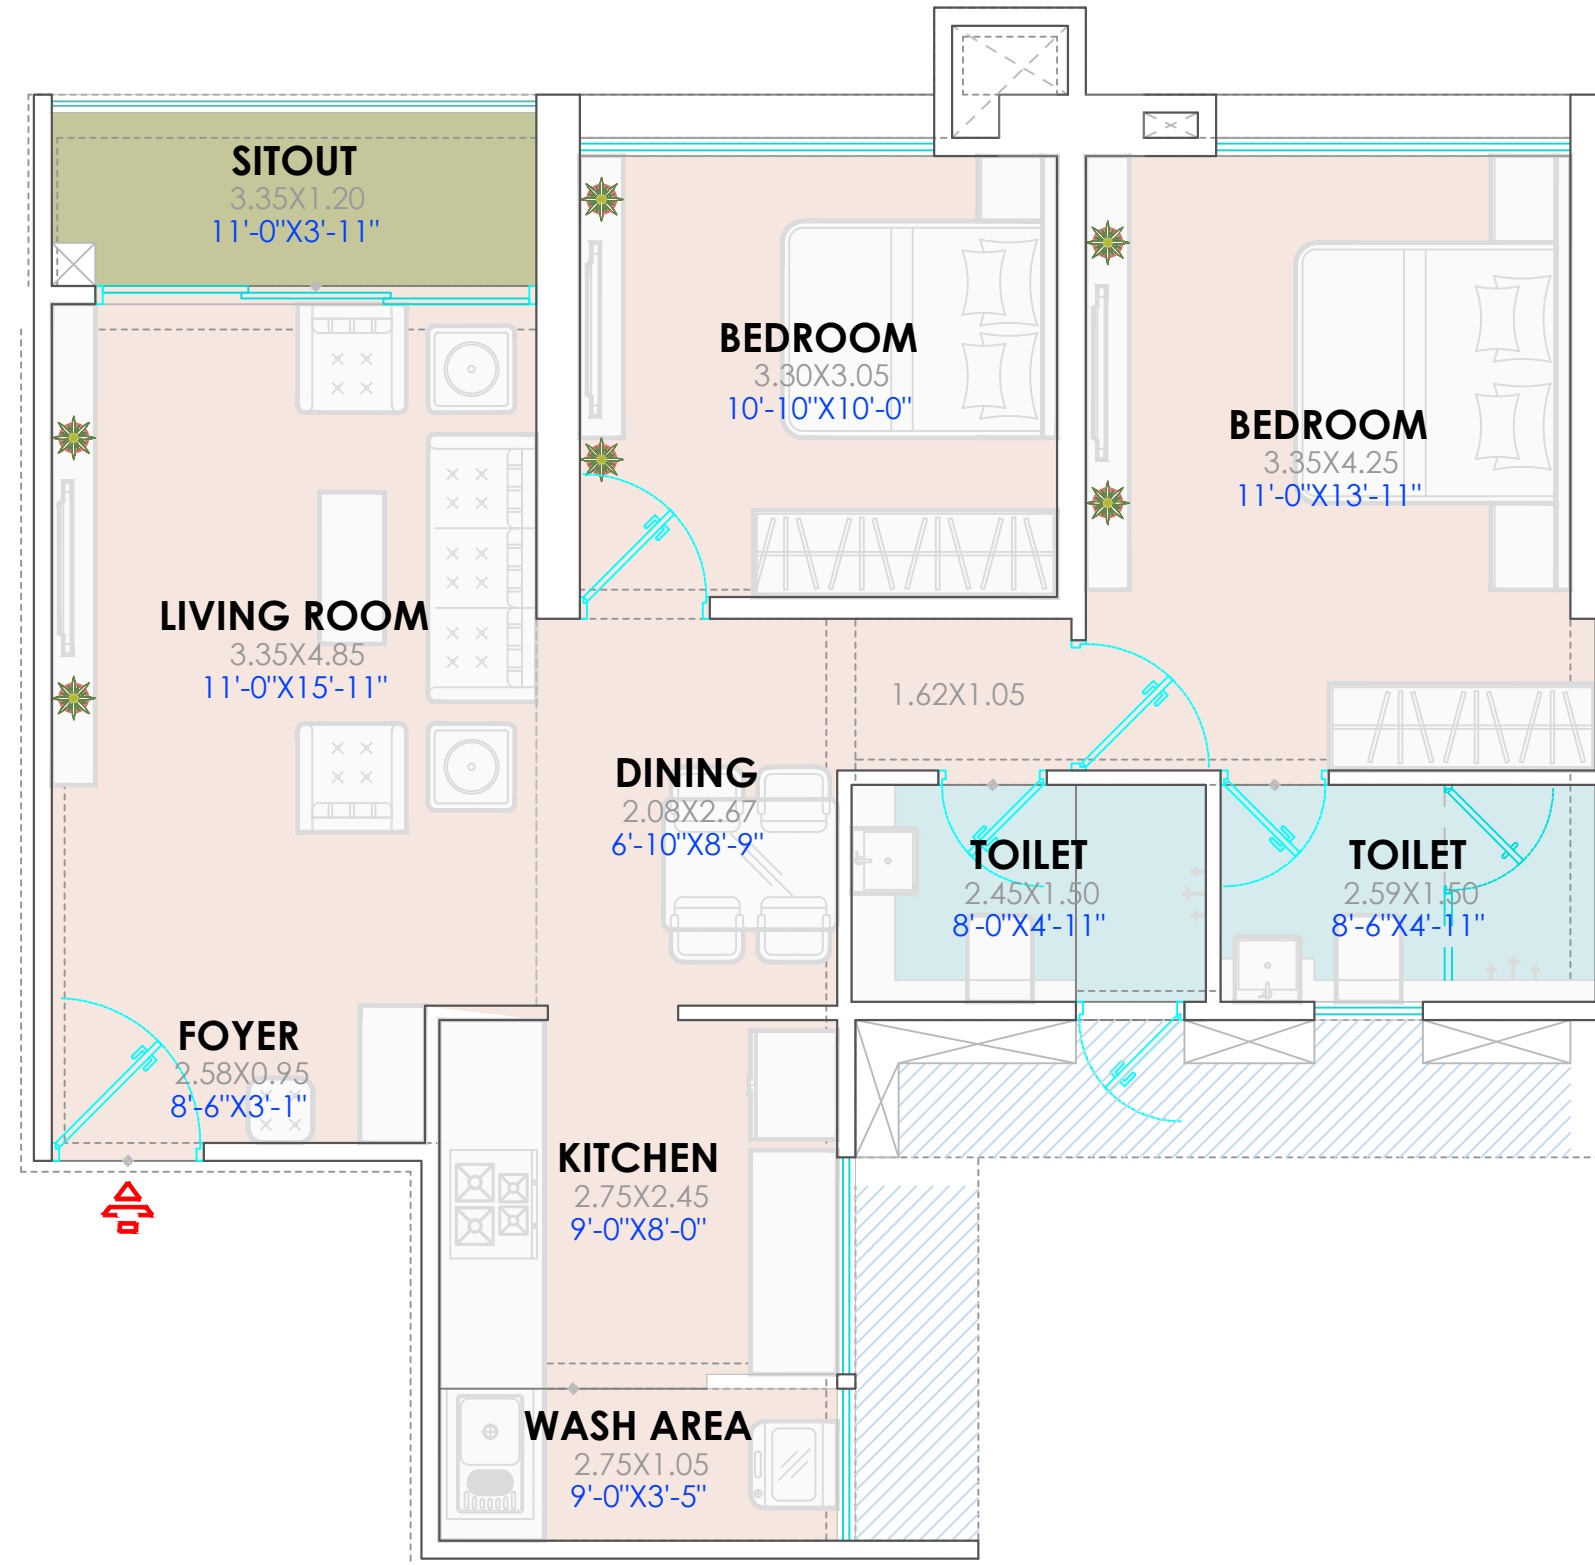 SITOUT
3.35X1.20
11'-0"X3'-11"
BEDROOM
3.30X3.05
10'-10"X10'-0"
BEDROOM
3.35X4.25
11'-0"X13'-11"
LIVING ROOM
3.35X4.85
11'-0"X15'-11"
1.62X1.05
DINING
2.08X2.67
6'-10"X8'-9"
TOILET
2.45X1.50
8'-0"X4'-11"
TOILET
2.59X1.50
8'-6"X4'-11"
FOYER
2.58X0.95
8'-6"X3'-1"
KITCHEN
2.75X2.45
9'-0"X8'-0"
WASH AREA
2.75X1.05
9'-0"X3'-5"